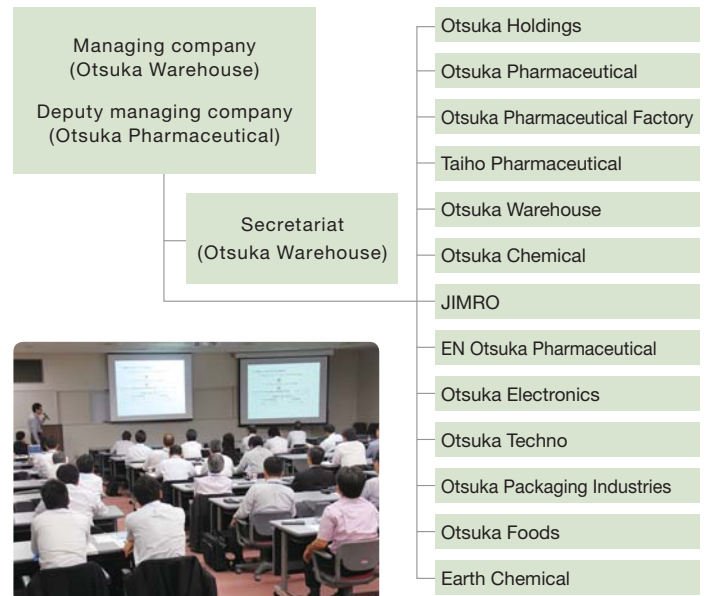 Managing company
(Otsuka Warehouse)
Deputy managing company
(Otsuka Pharmaceutical)
Secretariat
(Otsuka Warehouse)
Otsuka Holdings
Otsuka Pharmaceutical
Otsuka Pharmaceutical Factory
Taiho Pharmaceutical
Otsuka Warehouse
Otsuka Chemical
JIMRO
EN Otsuka Pharmaceutical
Otsuka Electronics
Otsuka Techno
Otsuka Packaging Industries
Otsuka Foods
Earth Chemical